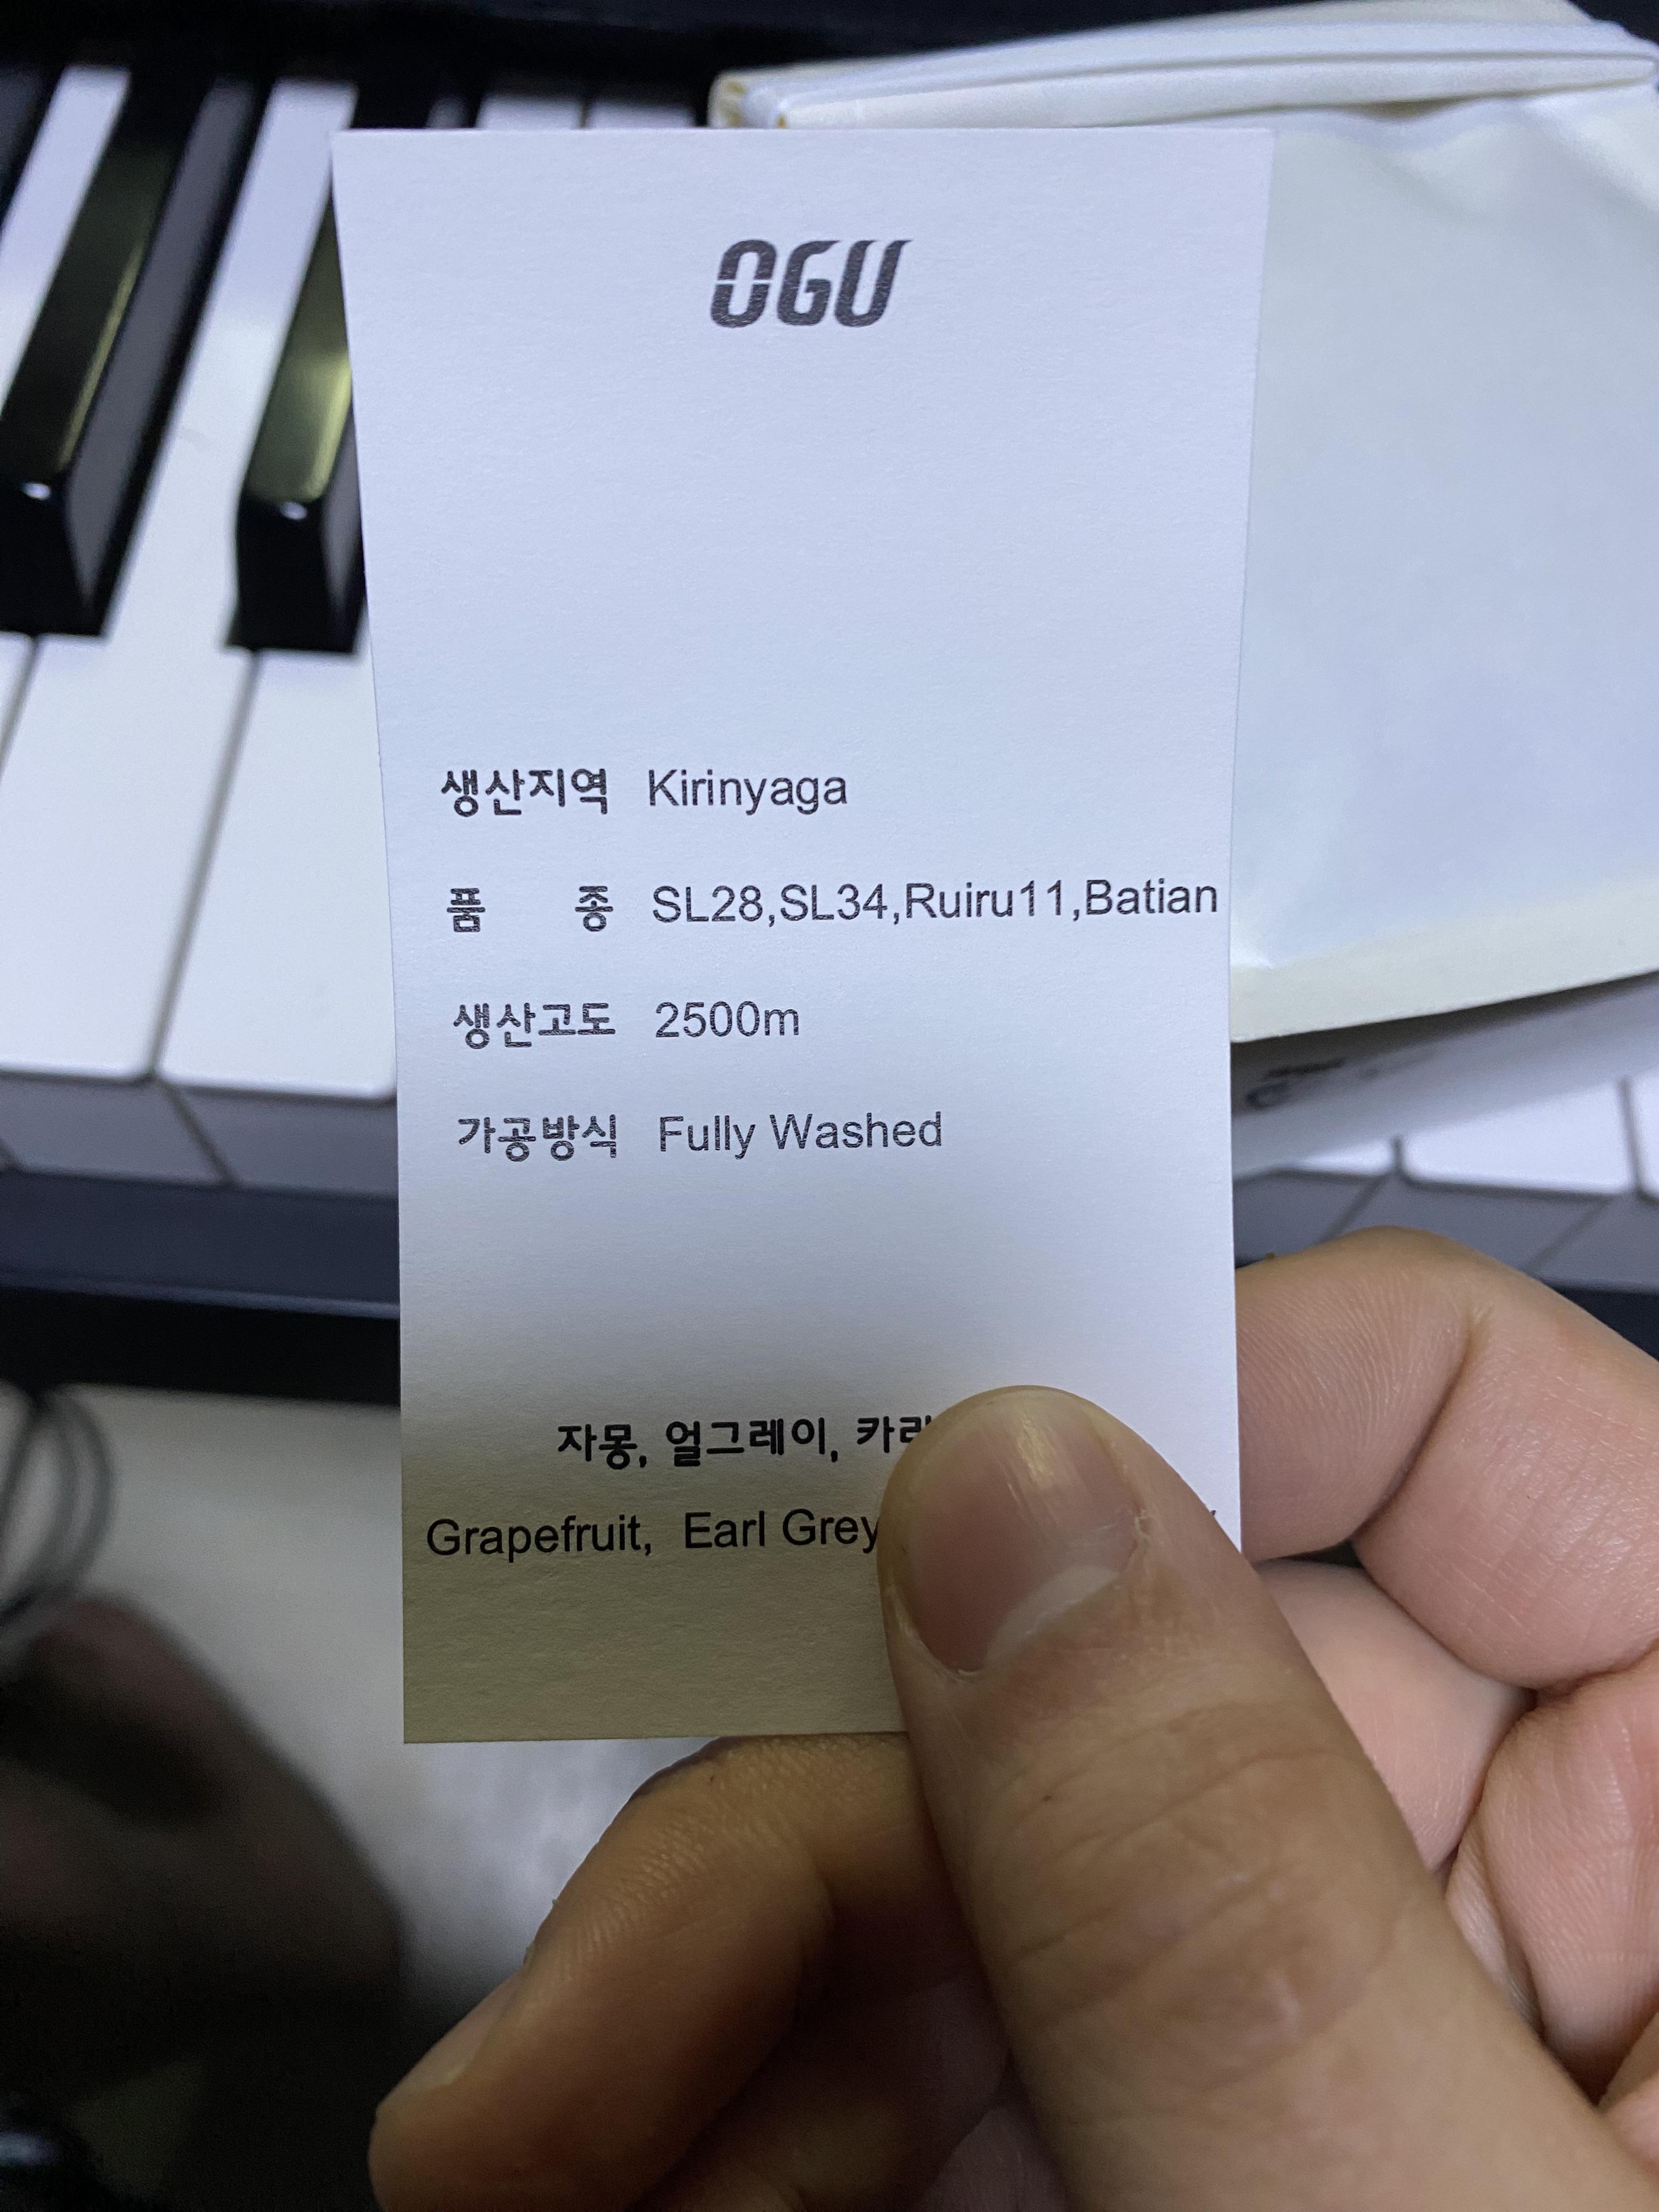 OGU
생산지역 Kirinyaga
품 종 SL28,SL34,Ruiru11,Batian
생산고도 2500m
가공방식 Fully Washed
자몽, 얼그레이,
Grapefruit, Earl Grey